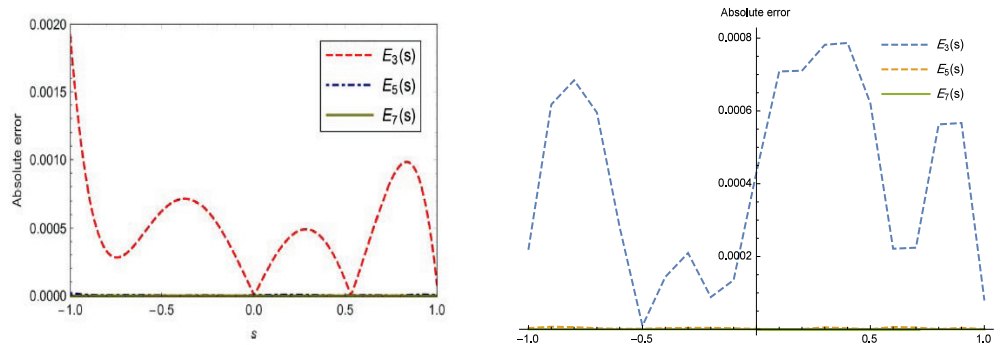 0.0020
0.0015
0.0010
0.0005
0.0000
Absolute error
E3(s)
E5(s)
E7(s)
-1.0 -0.5 0.0 0.5 1.0
s
Absolute error
0.0008
0.0006
0.0004
0.0002
E3(s)
E5(s)
E7(s)
-1.0 -0.5 0.5 1.0